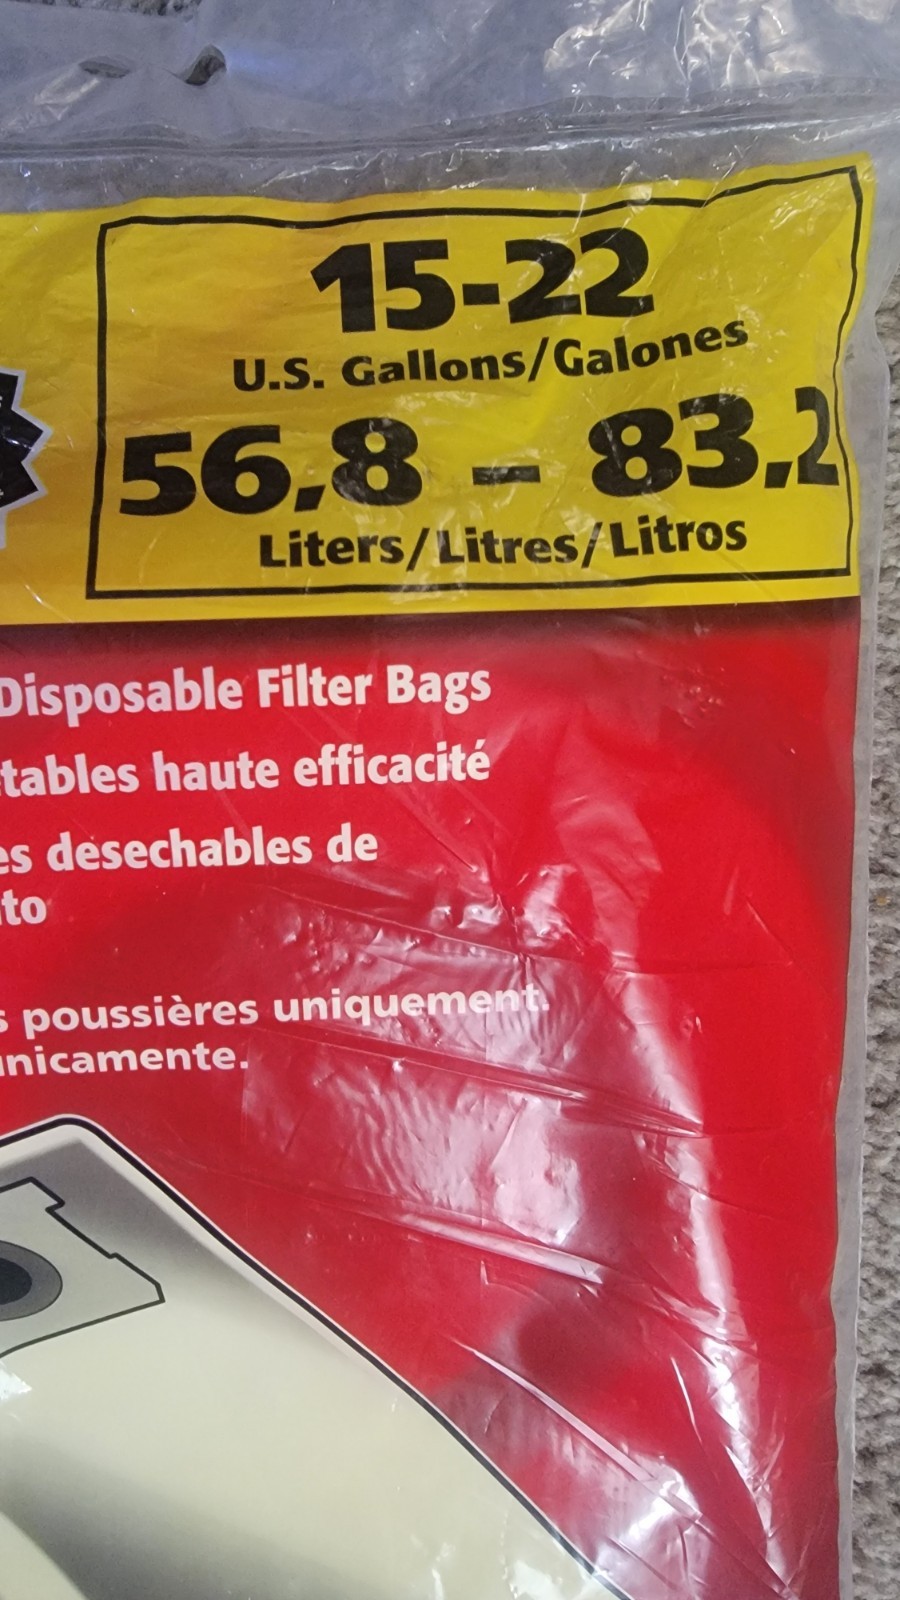 15-22
U.S. Gallons/Galones
56,8 – 83,2
Liters/Litres/Litros
Disposable Filter Bags
tables haute efficacité
es desechables de
to
s poussières uniquement.
unicamente.